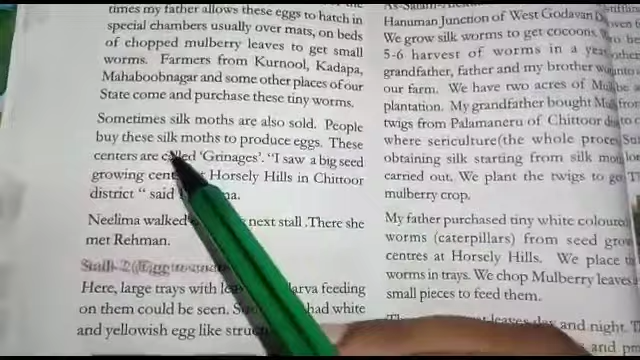 times my father allows these eggs to hatch in
special chambers usually over mats, on beds
of chopped mulberry leaves to get small
worms. Farmers from Kurnool, Kadapa,
Mahaboobnagar and some other places of our
State come and purchase these tiny worms.
Sometimes silk moths are also sold. People
buy these silk moths to produce eggs. These
centers are called 'Grinages'. "I saw a big seed
growing Horsely Hills in Chittoor
district " said
Neelima walked next stall .There she
met Rehman.
Stall-2
Here, large trays with larva feeding
on them could be seen. had white
and yellowish egg like
Hanuman Junction of West Godavari
We grow silk worms to get cocoons.
5-6 harvest of worms in a year
grandfather, father and my brother
our farm. We have two acres of
plantation. My grandfather bought
twigs from Palamaneru of Chittoor
where sericulture(the whole
obtaining silk starting from silk
carried out. We plant the twigs to get
mulberry crop.
My father purchased tiny white coloured
worms (caterpillars) from seed
centres at Horsely Hills. We place
worms in trays. We chop Mulberry leaves
small pieces to feed them.
leaves day and night.